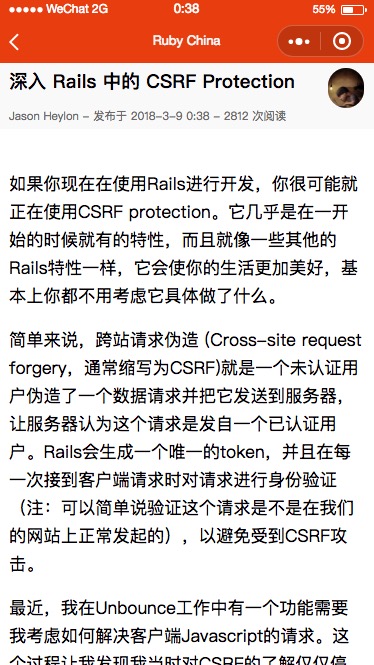 WeChat 2G
0:38
55%
Ruby China
深入 Rails 中的 CSRF Protection
Jason Heylon - 发布于 2018-3-9 0:38 - 2812 次阅读
如果你现在在使用Rails进行开发，你很可能就
正在使用CSRF protection。它几乎是在一开
始的时候就有的特性，而且就像一些其他的
Rails特性一样，它会使你的生活更加美好，基
本上你都不用考虑它具体做了什么。
简单来说，跨站请求伪造 (Cross-site request
forgery，通常缩写为CSRF)就是一个未认证用
户伪造了一个数据请求并把它发送到服务器，
让服务器认为这个请求是发自一个已认证用
户。Rails会生成一个唯一的token，并且在每
一次接到客户端请求时对请求进行身份验证
（注：可以简单说验证这个请求是不是在我们
的网站上正常发起的），以避免受到CSRF攻
击。
最近，我在Unbounce工作中有一个功能需要
我考虑如何解决客户端Javascript的请求。这
个过程让我发现我当时对CSRF的了解仅仅停